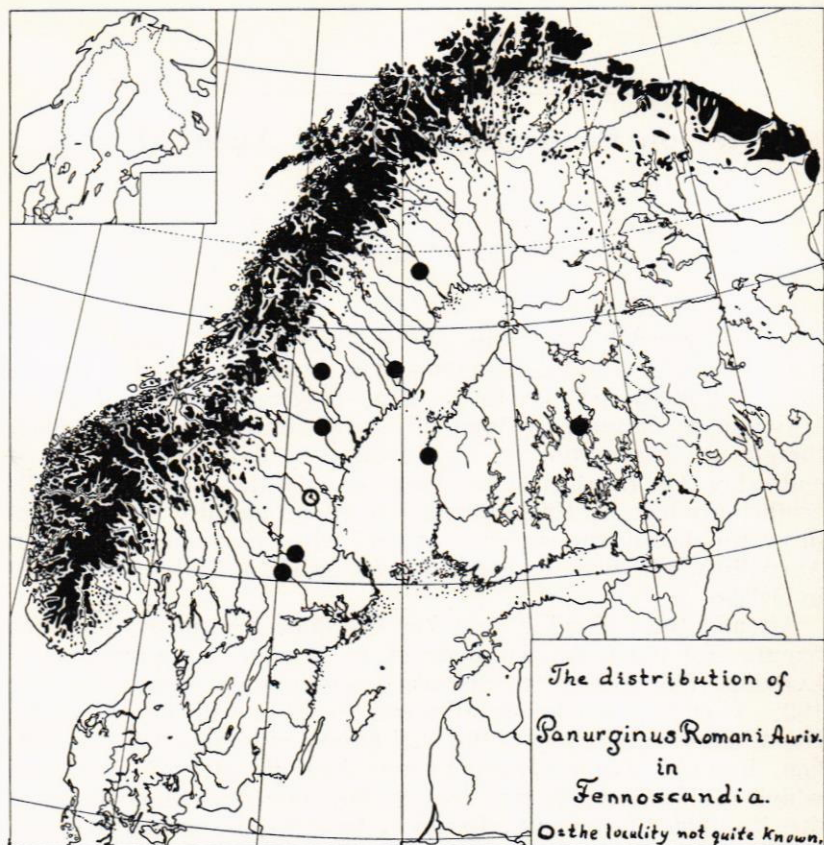 The distribution of
Panurginus Romani Auriv.
in
Fennoscandia.
O = the locality not quite known.